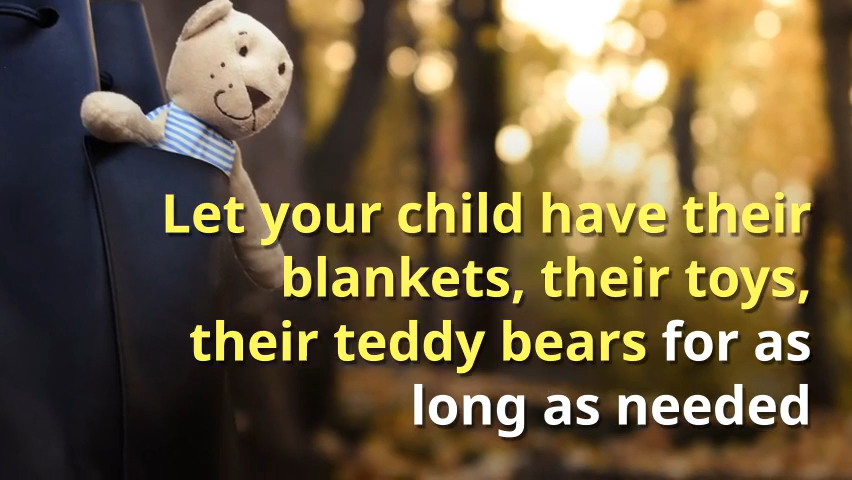 Let your child have their
blankets, their toys,
their teddy bears for as
long as needed